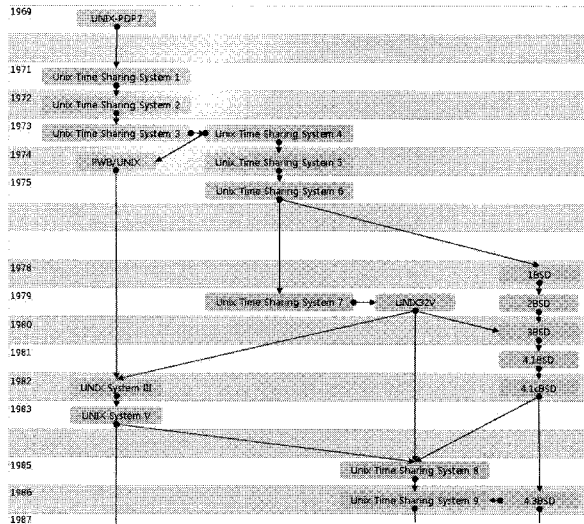 1969
UNIX-PDP7
1971
Unix Time Sharing System 1
1972
Unix Time Sharing System 2
1973
Unix Time Sharing System 3
Unix Time Sharing System 4
1974
PWB/UNIX
Unix Time Sharing System 5
1975
Unix Time Sharing System 6
1978
1BSD
1979
Unix Time Sharing System 7
UNIX32V
2BSD
1980
3BSD
1981
4.1BSD
1982
UNIX System III
4.1cBSD
1983
UNIX System V
1985
Unix Time Sharing System 8
1986
Unix Time Sharing System 9
4.3BSD
1987